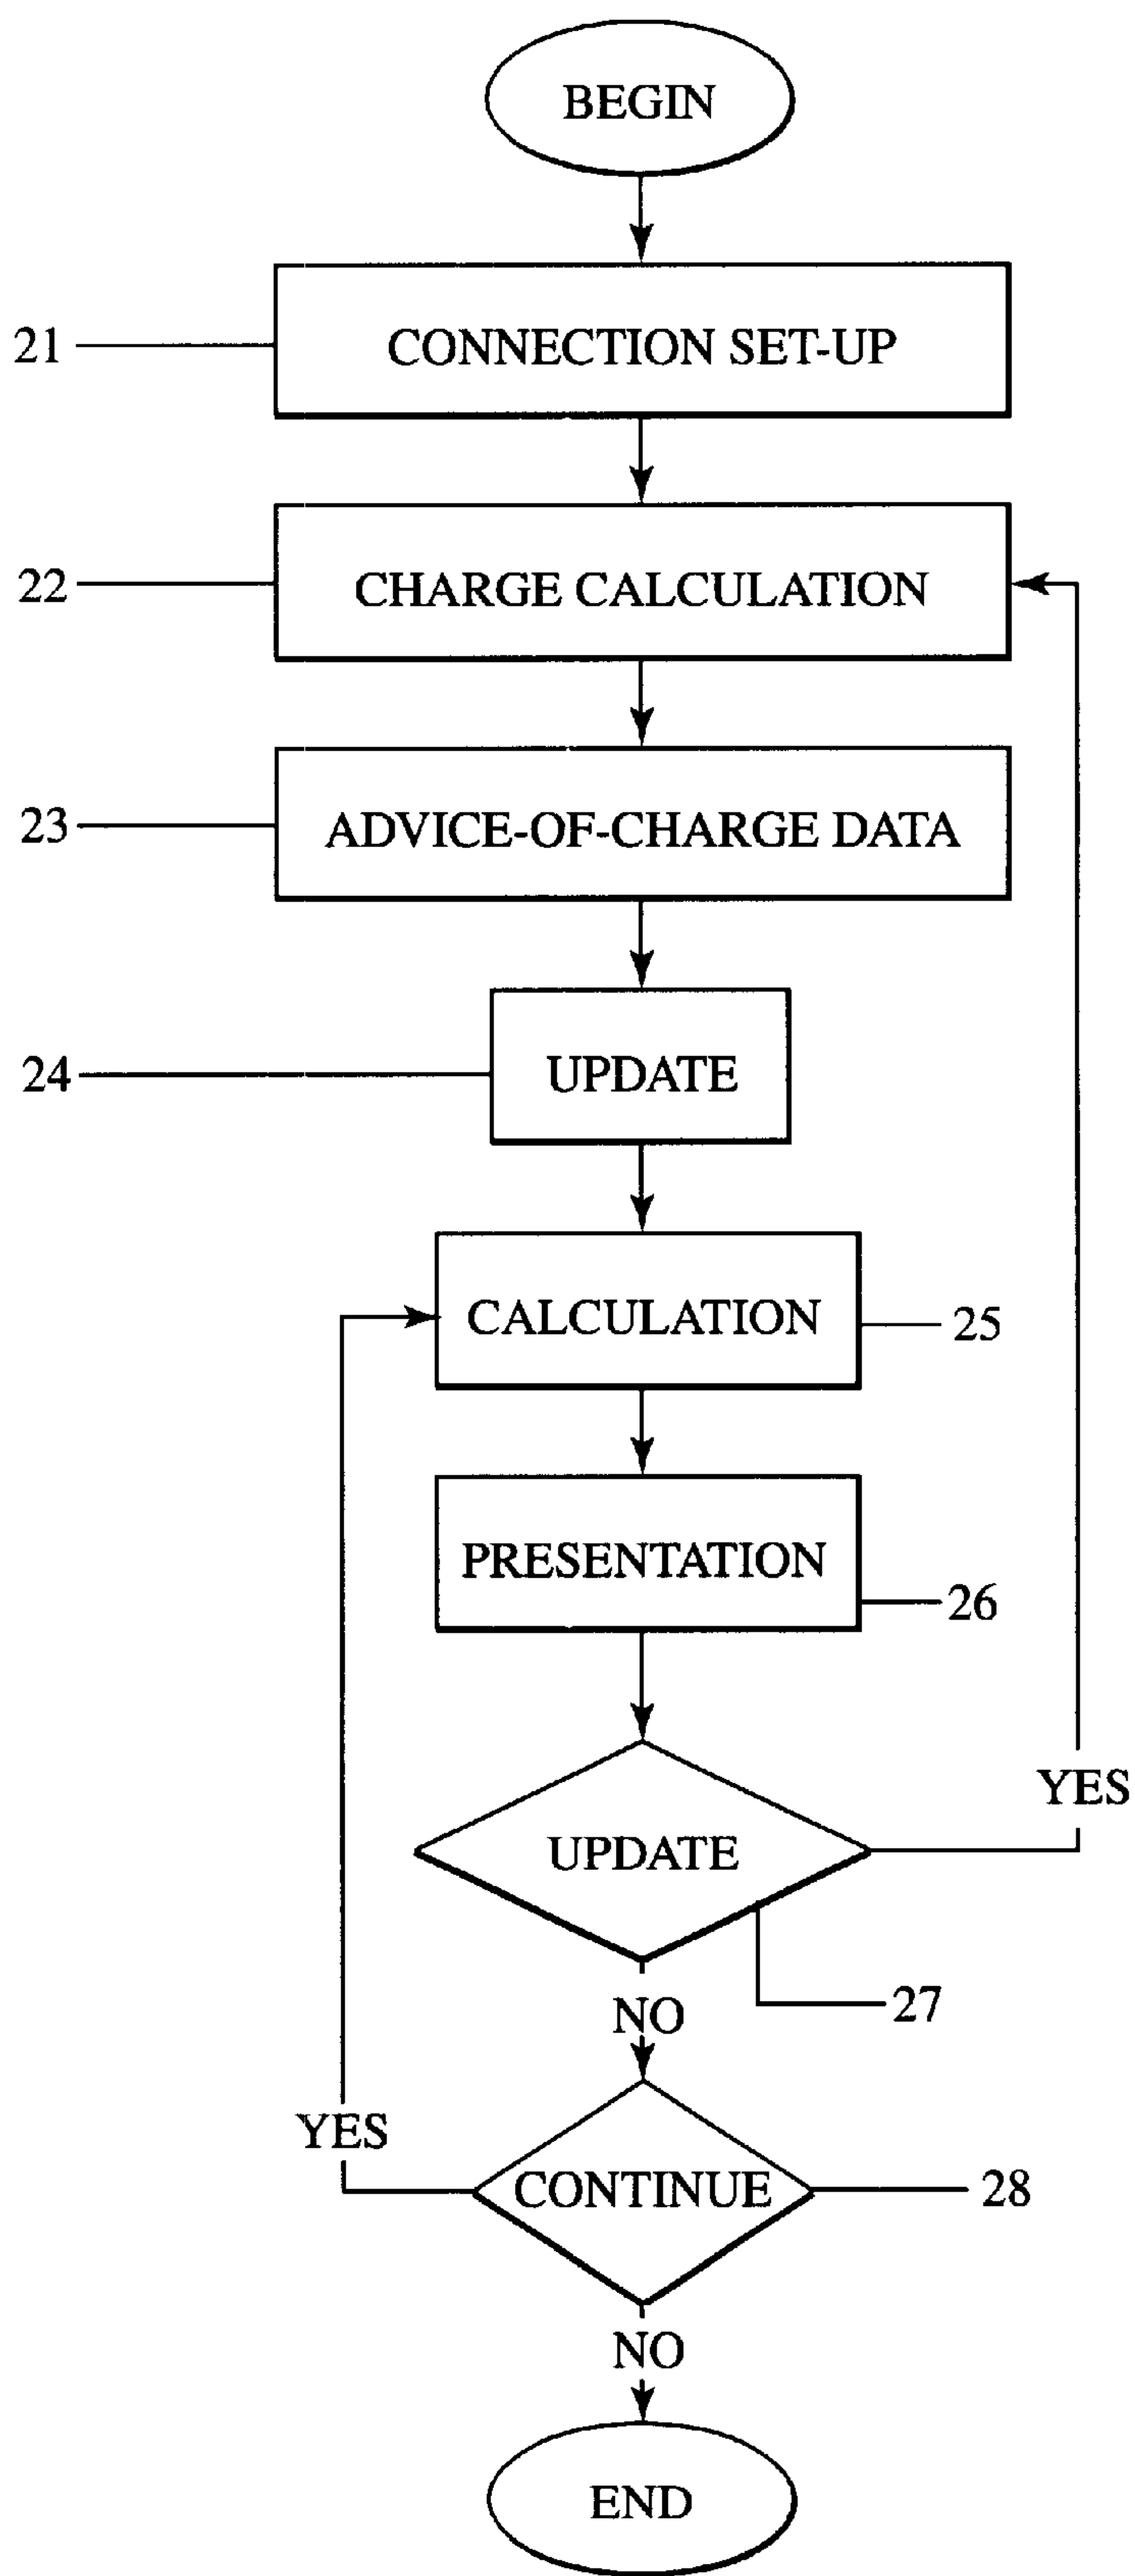 BEGIN
21
CONNECTION SET-UP
22
CHARGE CALCULATION
23
ADVICE-OF-CHARGE DATA
24
UPDATE
CALCULATION
25
PRESENTATION
26
YES
UPDATE
27
NO
YES
CONTINUE
28
NO
END